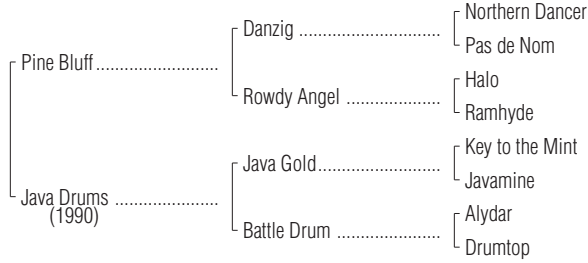 Northern Dancer
Danzig ..............................
Pas de Nom
Pine Bluff..........................
Halo
Rowdy Angel ....................
Ramhyde
Key to the Mint
Java Gold..........................
Javamine
Java Drums ......................
(1990)
Alydar
Battle Drum ......................
Drumtop